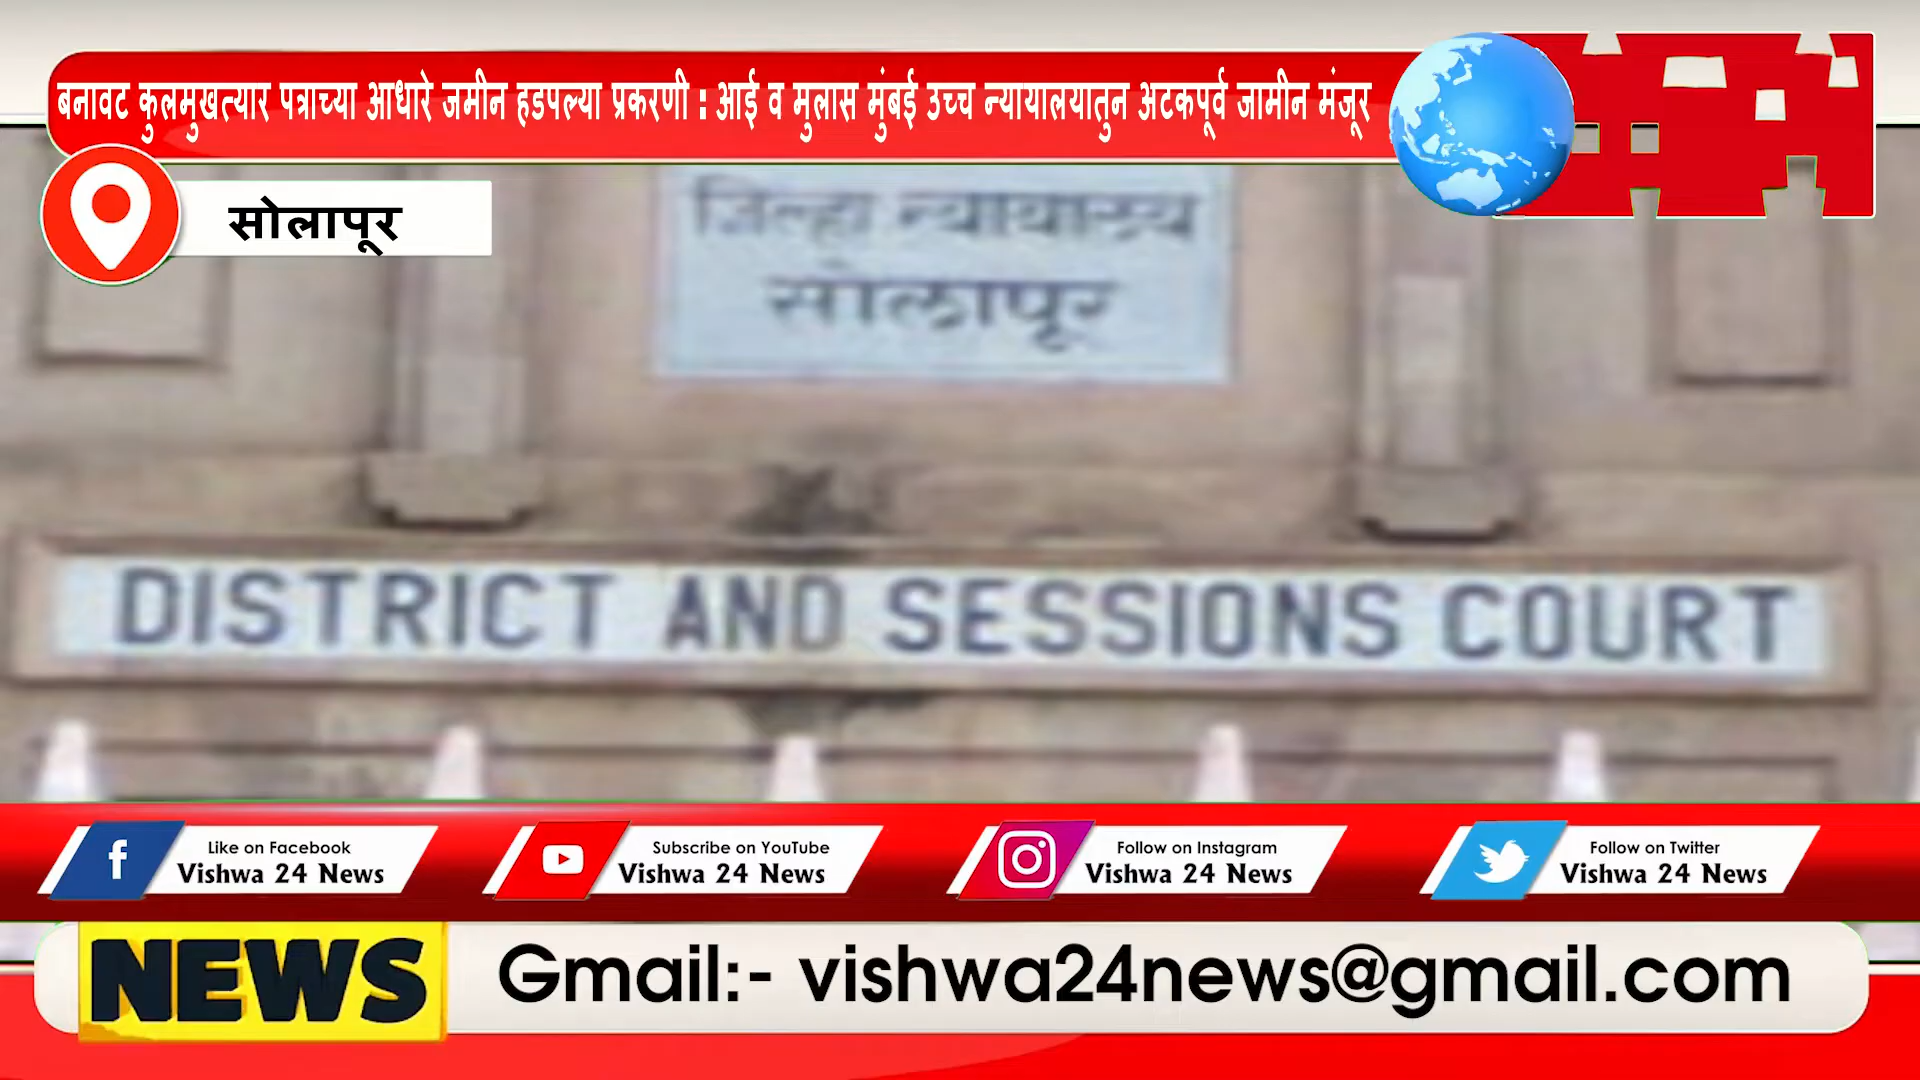 बनावट कुलमुखत्यार पत्राच्या आधारे जमीन हडपल्या प्रकरणी : आई व मुलास मुंबई उच्च न्यायालयातुन अटकपूर्व जामीन मंजूर
सोलापूर
जिल्हा न्यायालय
सोलापूर
DISTRICT AND SESSIONS COURT
Like on Facebook
Vishwa 24 News
Subscribe on YouTube
Vishwa 24 News
Follow on Instagram
Vishwa 24 News
Follow on Twitter
Vishwa 24 News
NEWS
Gmail:- vishwa24news@gmail.com